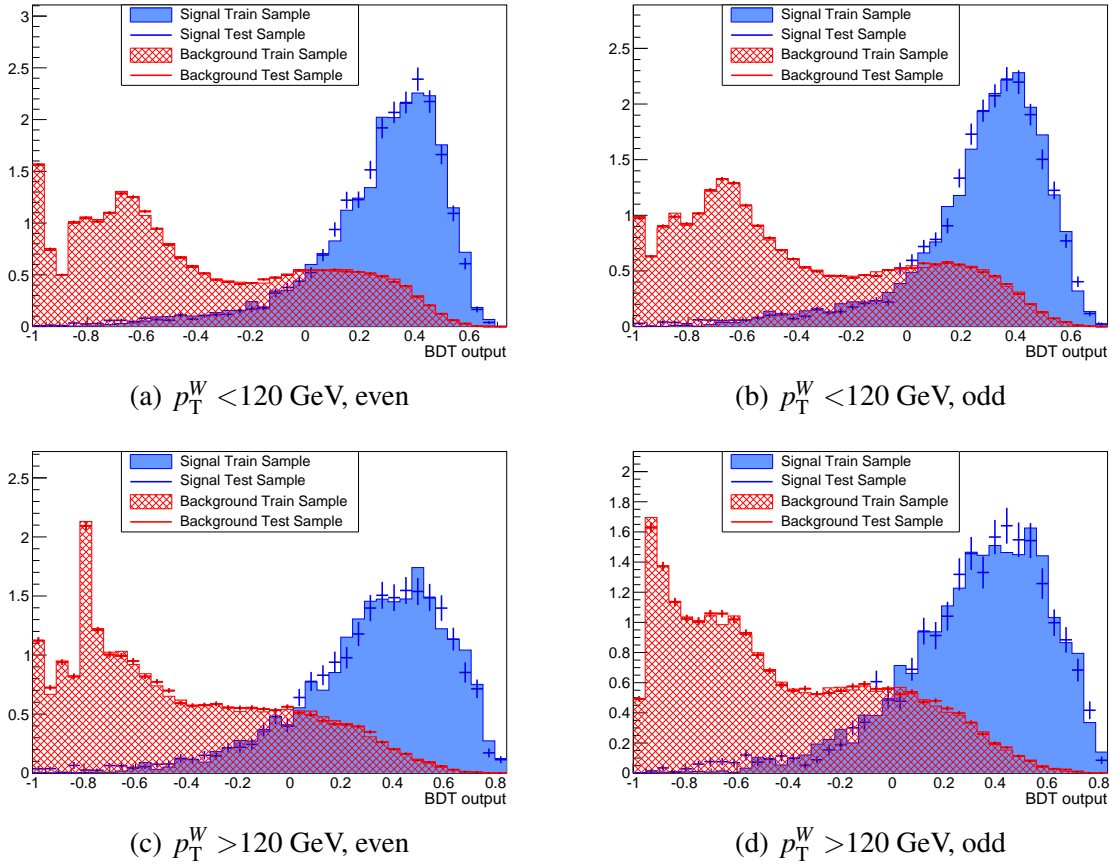 Signal Train Sample
Signal Test Sample
Background Train Sample
Background Test Sample
3
2.5
2
1.5
1
0.5
0
-1 -0.8 -0.6 -0.4 -0.2 0 0.2 0.4 0.6
BDT output
(a) p_T^W <120 GeV, even
Signal Train Sample
Signal Test Sample
Background Train Sample
Background Test Sample
2.5
2
1.5
1
0.5
0
-1 -0.8 -0.6 -0.4 -0.2 0 0.2 0.4 0.6
BDT output
(b) p_T^W <120 GeV, odd
Signal Train Sample
Signal Test Sample
Background Train Sample
Background Test Sample
2.5
2
1.5
1
0.5
0
-1 -0.8 -0.6 -0.4 -0.2 0 0.2 0.4 0.6 0.8
BDT output
(c) p_T^W >120 GeV, even
Signal Train Sample
Signal Test Sample
Background Train Sample
Background Test Sample
2
1.8
1.6
1.4
1.2
1
0.8
0.6
0.4
0.2
0
-1 -0.8 -0.6 -0.4 -0.2 0 0.2 0.4 0.6 0.8
BDT output
(d) p_T^W >120 GeV, odd